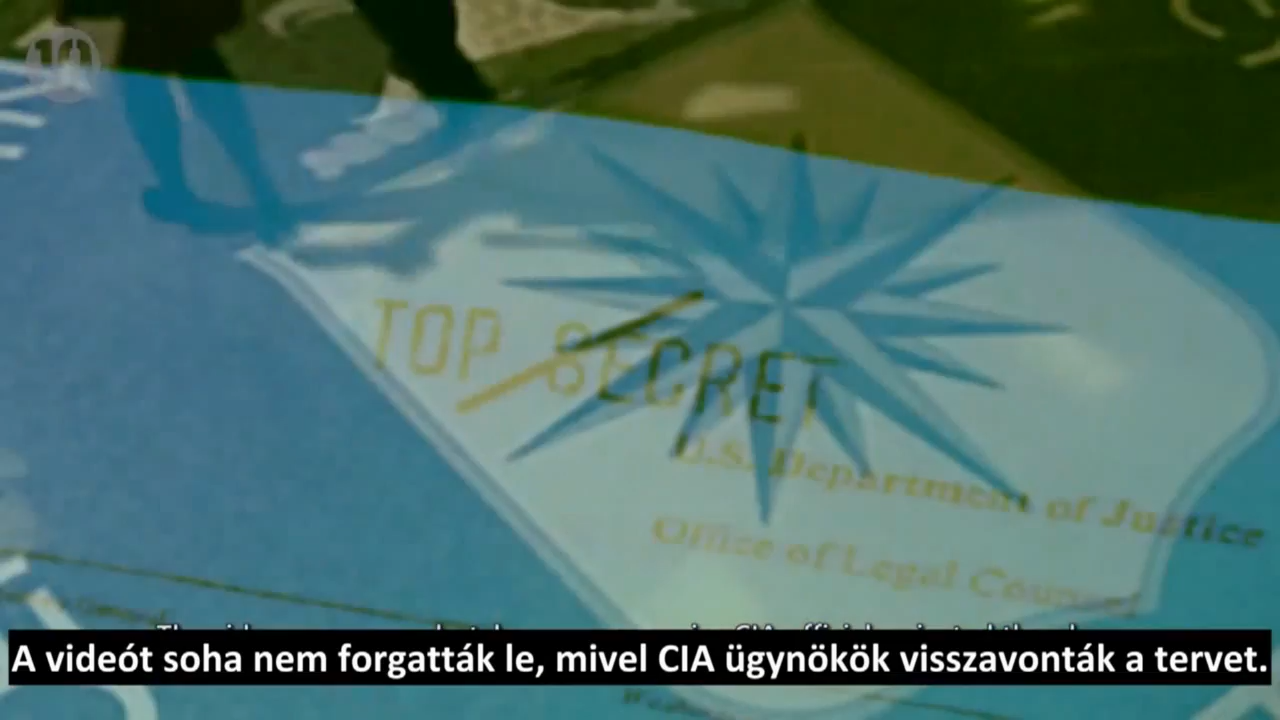 TOP SECRET
U.S. Department of Justice
Office of Legal Counsel
A videót soha nem forgatták le, mivel CIA ügynökök visszavonták a tervet.